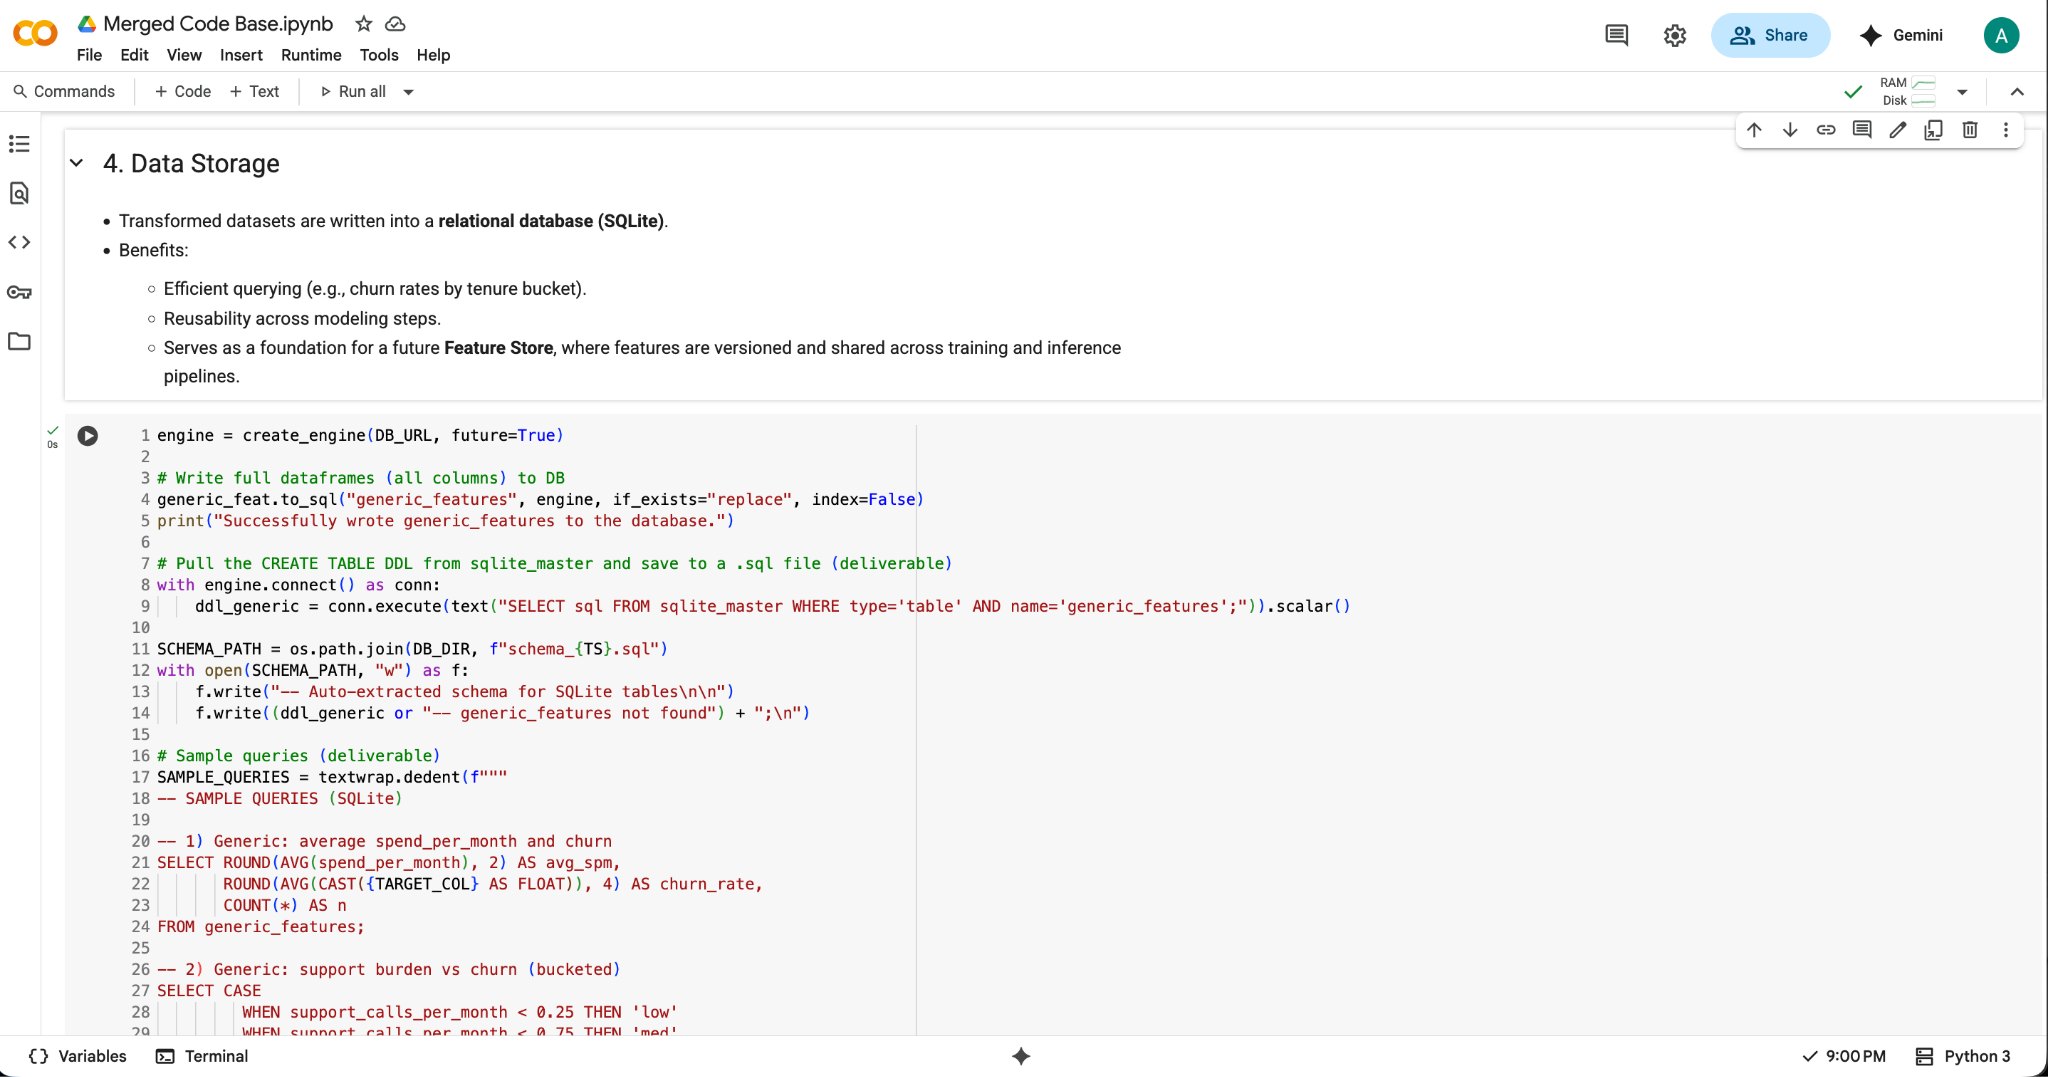 Merged Code Base.ipynb
File Edit View Insert Runtime Tools Help
Share
Gemini
A
Commands
+ Code + Text
Run all
RAM
Disk
4. Data Storage
• Transformed datasets are written into a relational database (SQLite).
• Benefits:
◦ Efficient querying (e.g., churn rates by tenure bucket).
◦ Reusability across modeling steps.
◦ Serves as a foundation for a future Feature Store, where features are versioned and shared across training and inference
pipelines.
0s
1 engine = create_engine(DB_URL, future=True)
2
3 # Write full dataframes (all columns) to DB
4 generic_feat.to_sql("generic_features", engine, if_exists="replace", index=False)
5 print("Successfully wrote generic_features to the database.")
6
7 # Pull the CREATE TABLE DDL from sqlite_master and save to a .sql file (deliverable)
8 with engine.connect() as conn:
9     ddl_generic = conn.execute(text("SELECT sql FROM sqlite_master WHERE type='table' AND name='generic_features';")).scalar()
10
11 SCHEMA_PATH = os.path.join(DB_DIR, f"schema_{TS}.sql")
12 with open(SCHEMA_PATH, "w") as f:
13     f.write("-- Auto-extracted schema for SQLite tables\n\n")
14     f.write((ddl_generic or "-- generic_features not found") + ";\n")
15
16 # Sample queries (deliverable)
17 SAMPLE_QUERIES = textwrap.dedent(f"""
18 -- SAMPLE QUERIES (SQLite)
19
20 -- 1) Generic: average spend_per_month and churn
21 SELECT ROUND(AVG(spend_per_month), 2) AS avg_spm,
22        ROUND(AVG(CAST({TARGET_COL} AS FLOAT)), 4) AS churn_rate,
23        COUNT(*) AS n
24 FROM generic_features;
25
26 -- 2) Generic: support burden vs churn (bucketed)
27 SELECT CASE
28          WHEN support_calls_per_month < 0.25 THEN 'low'
29          WHEN support_calls_per_month < 0.75 THEN 'med'
Variables
Terminal
9:00 PM
Python 3